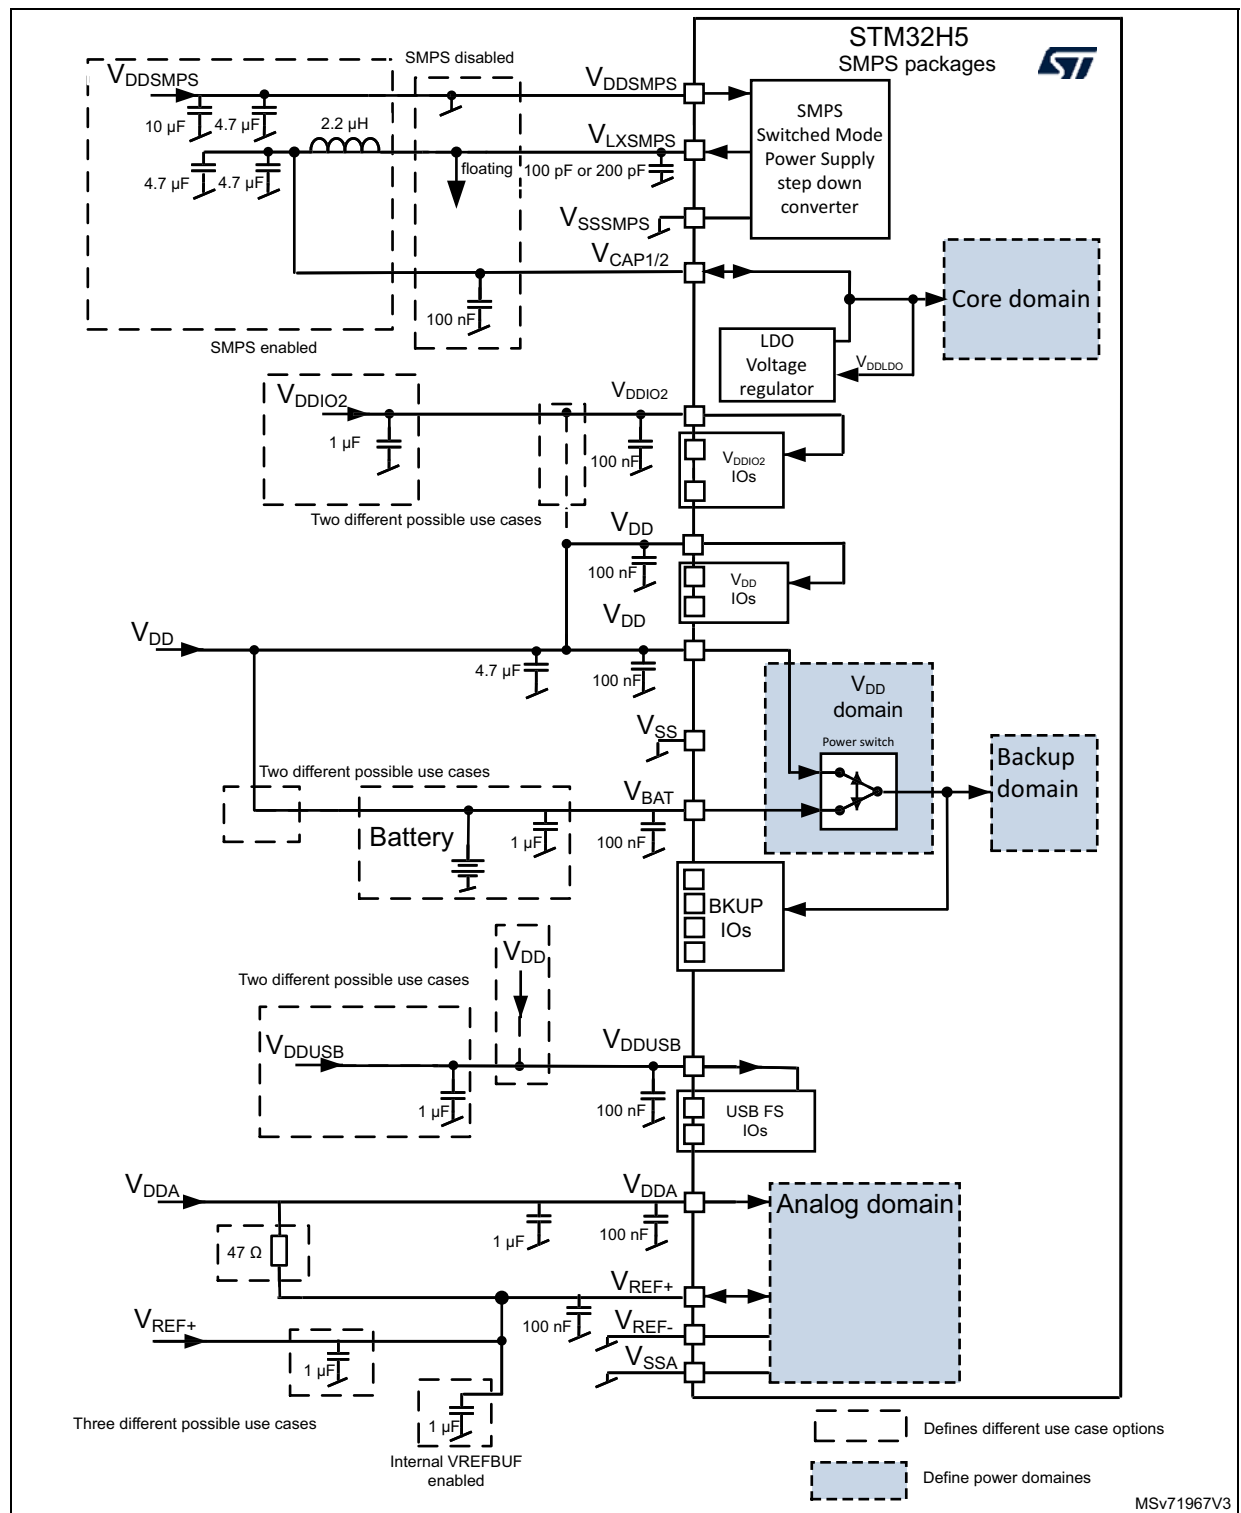 STM32H5
SMPS packages
ST
SMPS disabled
VDDSMPS
VDDSMPS
10 µF
4.7 µF
2.2 µH
VLXSMPS
SMPS
Switched Mode
Power Supply
step down
converter
4.7 µF
4.7 µF
floating
100 pF or 200 pF
VSSSMPS
VCAP1/2
Core domain
100 nF
SMPS enabled
LDO
Voltage
regulator
VDDLDO
VDDIO2
VDDIO2
1 µF
100 nF
VDDIO2
IOs
Two different possible use cases
VDD
100 nF
VDD
IOs
VDD
VDD
4.7 µF
100 nF
VDD
domain
VSS
Power switch
Backup
domain
Two different possible use cases
VBAT
Battery
1 µF
100 nF
BKUP
IOs
VDD
Two different possible use cases
VDDUSB
VDDUSB
1 µF
100 nF
USB FS
IOs
VDDA
VDDA
Analog domain
1 µF
100 nF
47 Ω
VREF+
VREF+
100 nF
VREF-
1 µF
VSSA
Three different possible use cases
1 µF
Internal VREFBUF
enabled
Defines different use case options
Define power domaines
MSv71967V3